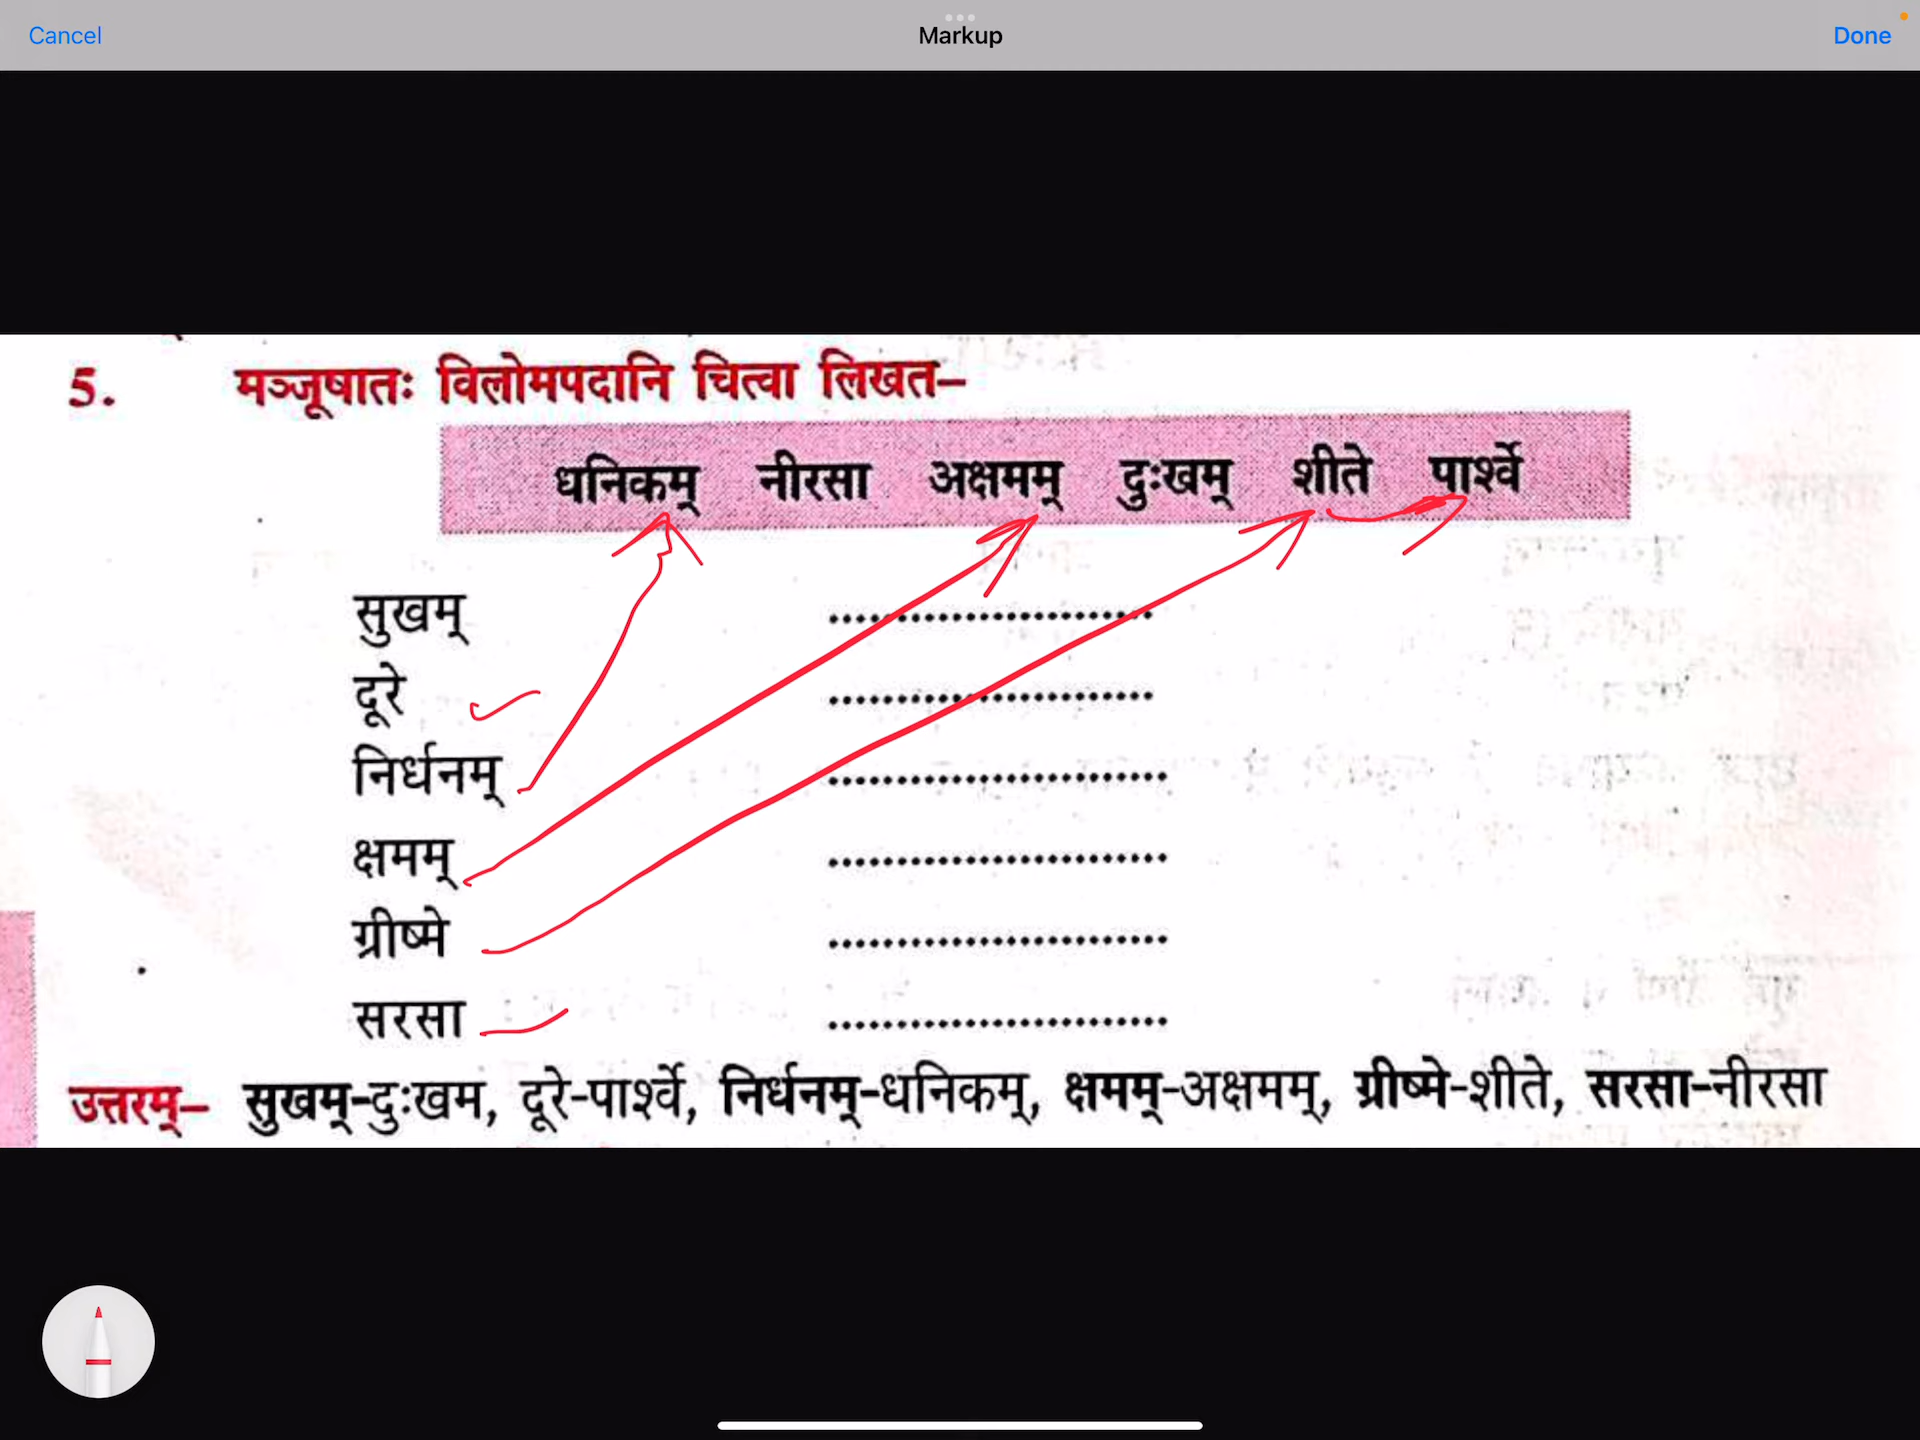 Cancel Markup Done
5. मञ्जूषातः विलोमपदानि चित्वा लिखत–
धनिकम् नीरसा अक्षमम् दुःखम् शीते पार्श्वे
सुखम् ........................
दूरे ........................
निर्धनम् ........................
क्षमम् ........................
ग्रीष्मे ........................
सरसा ........................
उत्तरम्– सुखम्-दुःखम, दूरे-पार्श्वे, निर्धनम्-धनिकम्, क्षमम्-अक्षमम्, ग्रीष्मे-शीते, सरसा-नीरसा